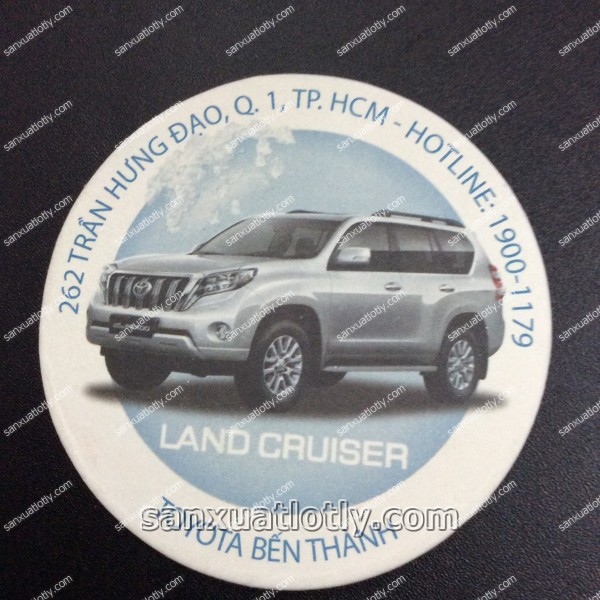 262 TRẦN HƯNG ĐẠO, Q. 1, TP. HCM - HOTLINE: 1900-1179
LAND CRUISER
TOYOTA BẾN THÀNH
sanxuatlotly.com